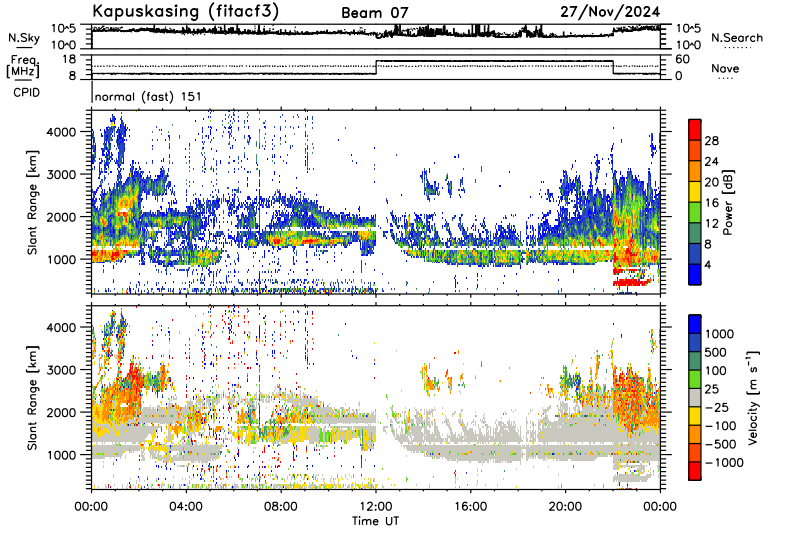 Kapuskasing (fitacf3) Beam 07 27/Nov/2024
N.Sky 10^5 10^0 10^5 10^0 N.Search
Freq. [MHz] 18 8 60 0 Nave
CPID normal (fast) 151
Slant Range [km]
4000
3000
2000
1000
Power [dB]
28
24
20
16
12
8
4
Slant Range [km]
4000
3000
2000
1000
Velocity [m s⁻¹]
1000
500
100
25
−25
−100
−500
−1000
00:00 04:00 08:00 12:00 16:00 20:00 00:00
Time UT